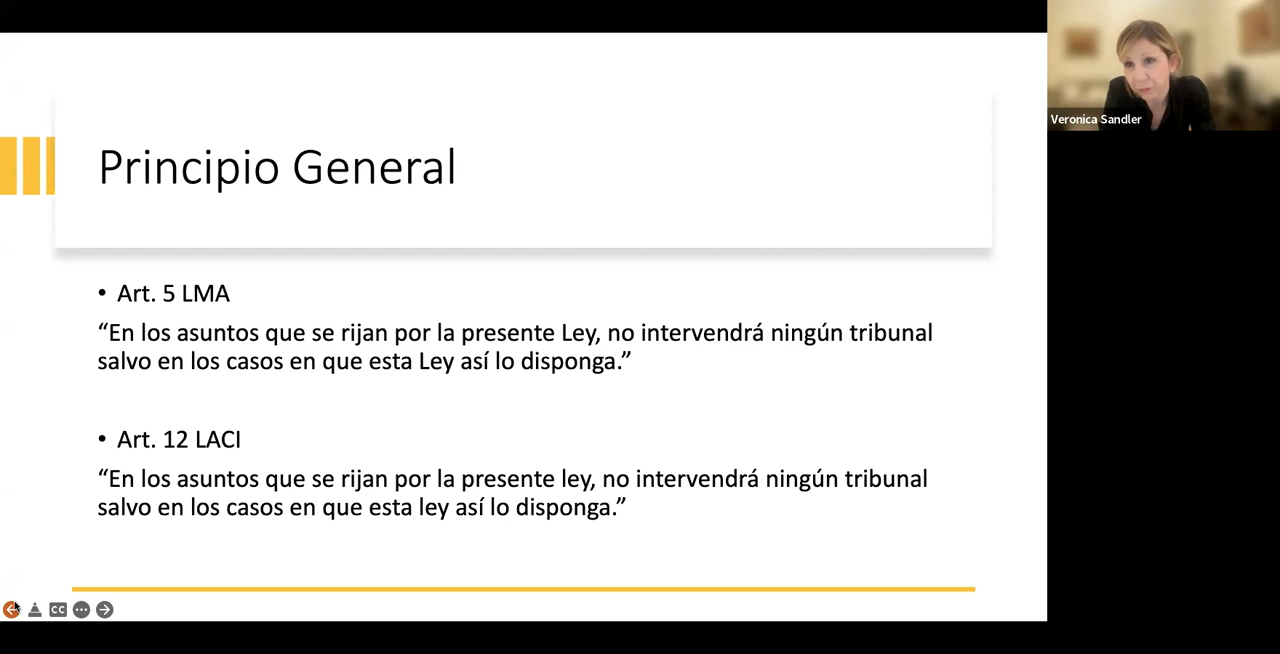 Principio General
• Art. 5 LMA
“En los asuntos que se rijan por la presente Ley, no intervendrá ningún tribunal
salvo en los casos en que esta Ley así lo disponga.”
• Art. 12 LACI
“En los asuntos que se rijan por la presente ley, no intervendrá ningún tribunal
salvo en los casos en que esta ley así lo disponga.”
CC
Veronica Sandler